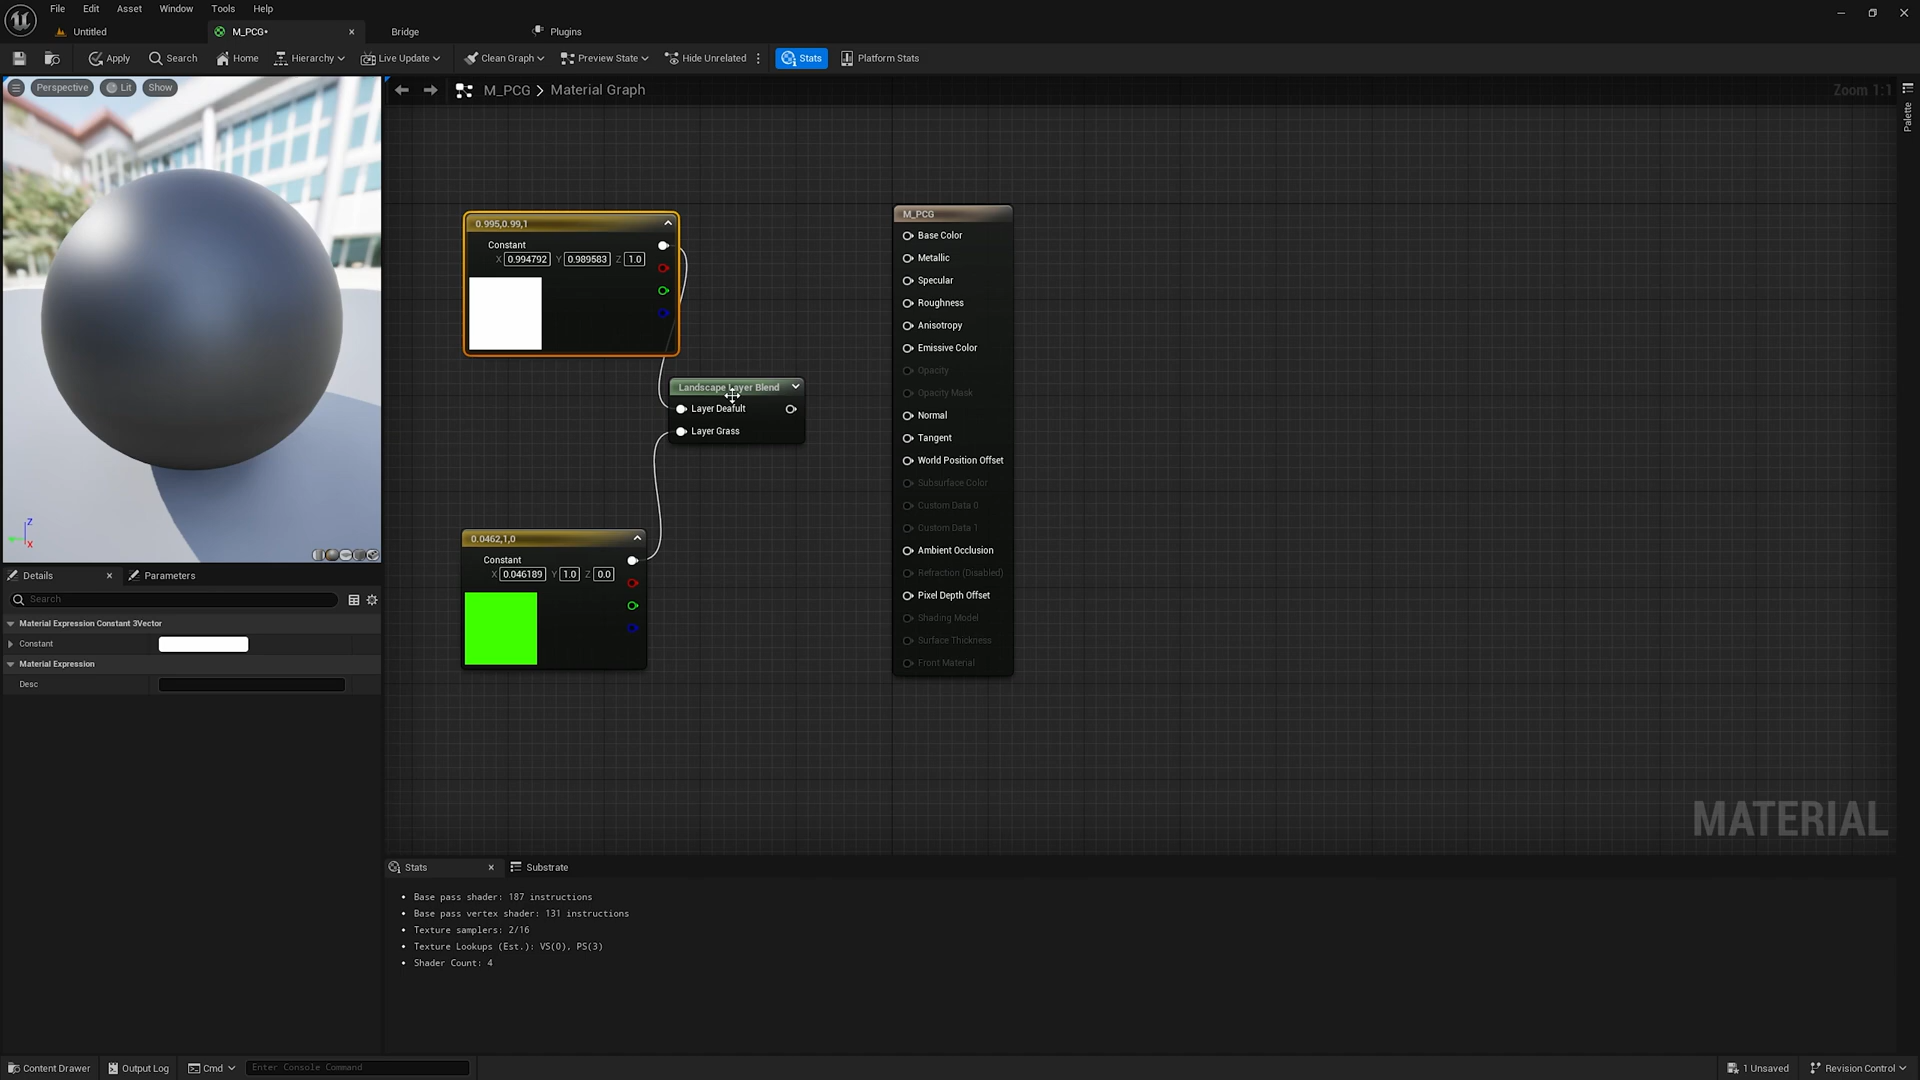 File Edit Asset Window Tools Help
Untitled M_PCG• Bridge Plugins
Apply Search Home Hierarchy Live Update Clean Graph Preview State Hide Unrelated Stats Platform Stats
Perspective Lit Show
M_PCG > Material Graph Zoom 1:1
Palette
0.995,0.99,1
Constant
X 0.994792 Y 0.989583 Z 1.0
Landscape Layer Blend
Layer Deafult
Layer Grass
0.0462,1,0
Constant
X 0.046189 Y 1.0 Z 0.0
M_PCG
Base Color
Metallic
Specular
Roughness
Anisotropy
Emissive Color
Opacity
Opacity Mask
Normal
Tangent
World Position Offset
Subsurface Color
Custom Data 0
Custom Data 1
Ambient Occlusion
Refraction (Disabled)
Pixel Depth Offset
Shading Model
Surface Thickness
Front Material
MATERIAL
Z
X
Details Parameters
Search
Material Expression Constant 3Vector
Constant
Material Expression
Desc
Stats Substrate
• Base pass shader: 187 instructions
• Base pass vertex shader: 131 instructions
• Texture samplers: 2/16
• Texture Lookups (Est.): VS(0), PS(3)
• Shader Count: 4
Content Drawer Output Log Cmd Enter Console Command 1 Unsaved Revision Control